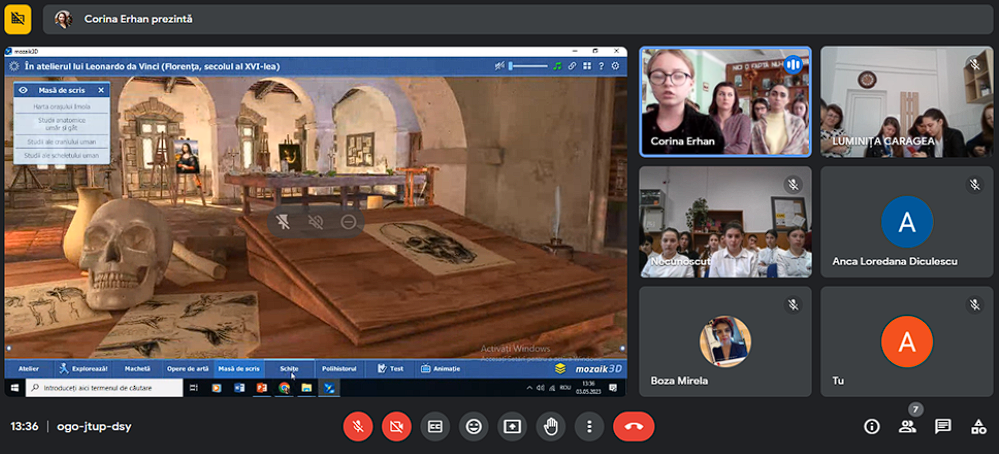 Corina Erhan prezintă
mozaik3D
În atelierul lui Leonardo da Vinci (Florența, secolul al XVI-lea)
?
Masă de scris
Harta orașului Imola
Studii anatomice
umăr și gât
Studii ale craniului uman
Studii ale scheletului uman
Activați Windows
Accesați Setări pentru a activa Windows.
Atelier
Explorează!
Machetă
Opere de artă
Masă de scris
Schițe
Polihistorul
Test
Animație
mozaik3D
Introduceți aici termenul de căutare
ROU
13:36
03.05.2023
Corina Erhan
LUMINIȚA CARAGEA
Necunoscut
A
Anca Loredana Diculescu
Boza Mirela
A
Tu
13:36 | ogo-jtup-dsy
7